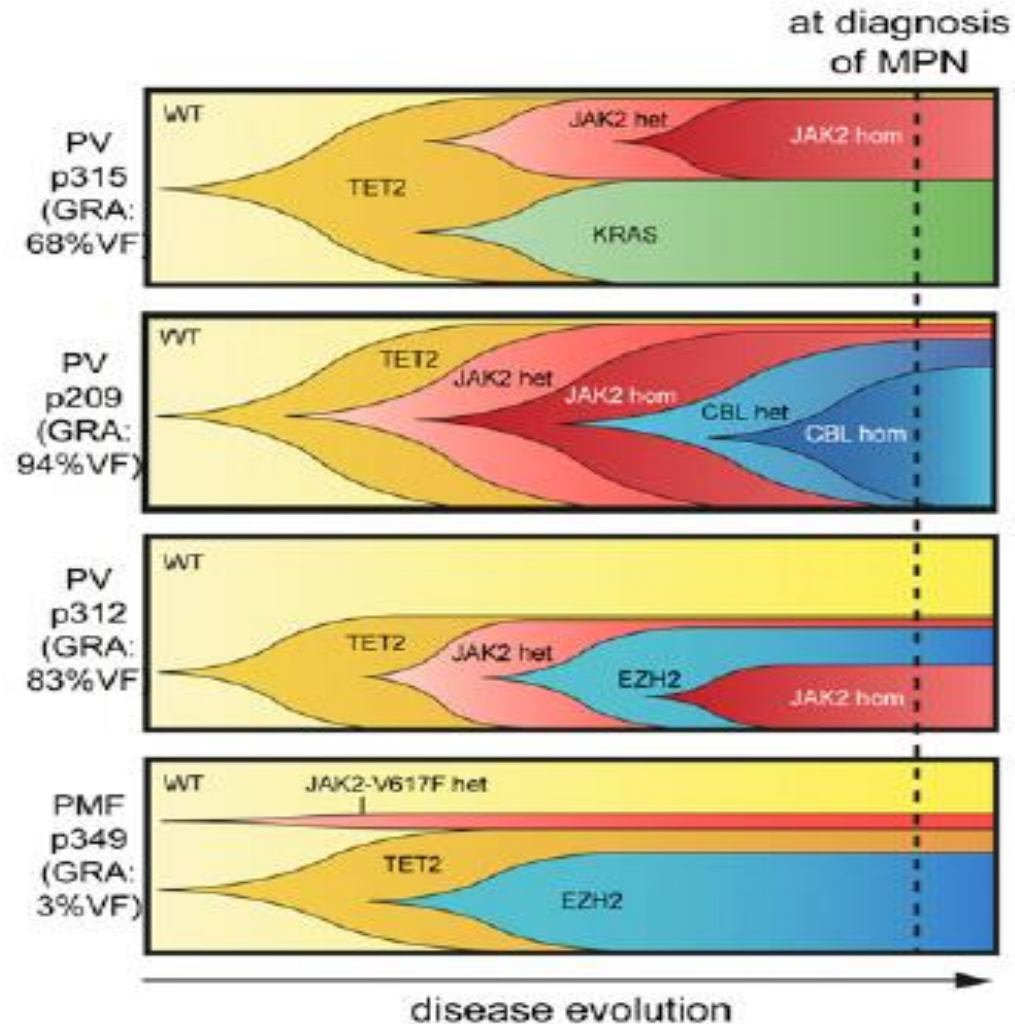 at diagnosis
of MPN
PV
p315
(GRA:
68%VF
WT
TET2
JAK2 het
JAK2 hom
KRAS
PV
p209
(GRA:
94%VF)
WT
TET2
JAK2 het
JAK2 hom
CBL het
CBL hom
PV
p312
(GRA:
83%VF
WT
TET2
JAK2 het
EZH2
JAK2 hom
PMF
p349
(GRA:
3%VF)
WT
JAK2-V617F het
TET2
EZH2
disease evolution